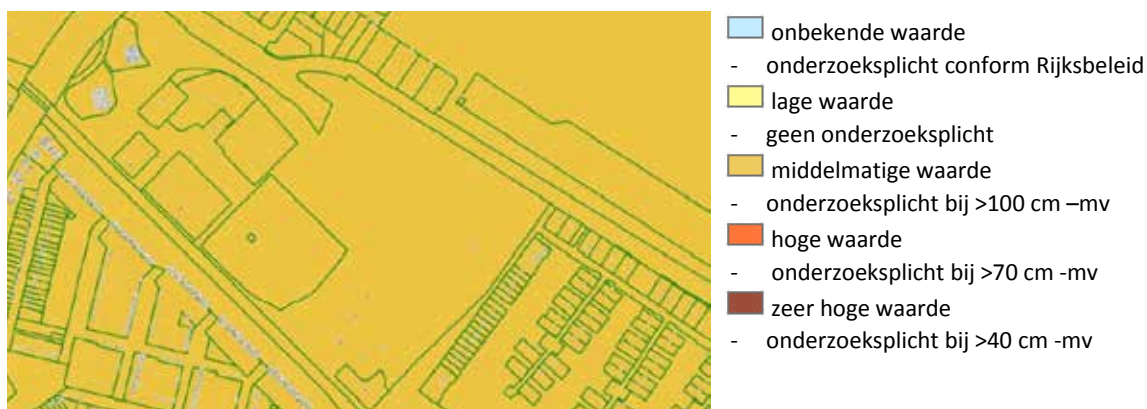 onbekende waarde
- onderzoeksplicht conform Rijksbeleid
lage waarde
- geen onderzoeksplicht
middelmatige waarde
- onderzoeksplicht bij >100 cm –mv
hoge waarde
- onderzoeksplicht bij >70 cm -mv
zeer hoge waarde
- onderzoeksplicht bij >40 cm -mv